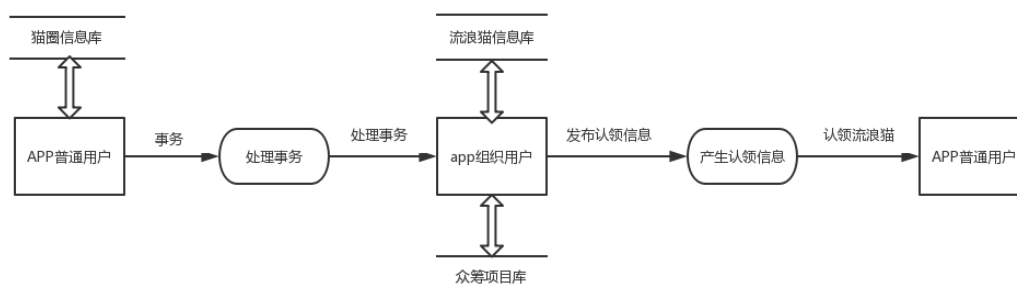 猫圈信息库
流浪猫信息库
APP普通用户
事务
处理事务
处理事务
app组织用户
发布认领信息
产生认领信息
认领流浪猫
APP普通用户
众筹项目库